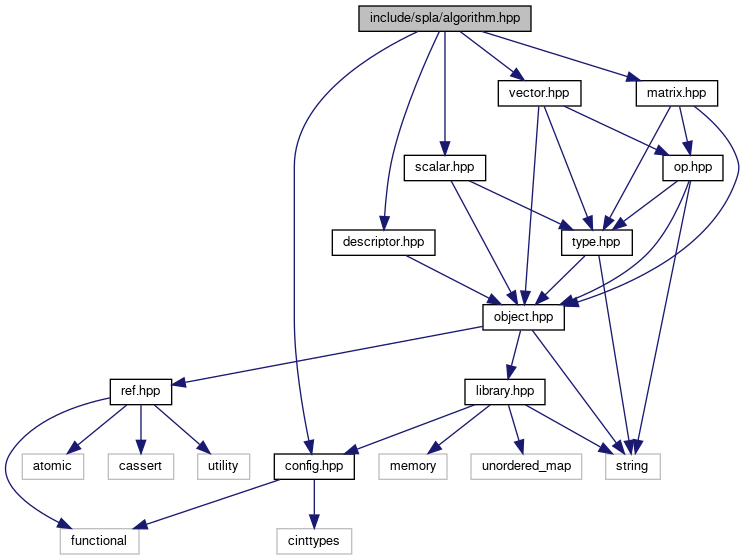 include/spla/algorithm.hpp
vector.hpp
matrix.hpp
scalar.hpp
op.hpp
descriptor.hpp
type.hpp
object.hpp
ref.hpp
library.hpp
atomic
cassert
utility
config.hpp
memory
unordered_map
string
functional
cinttypes